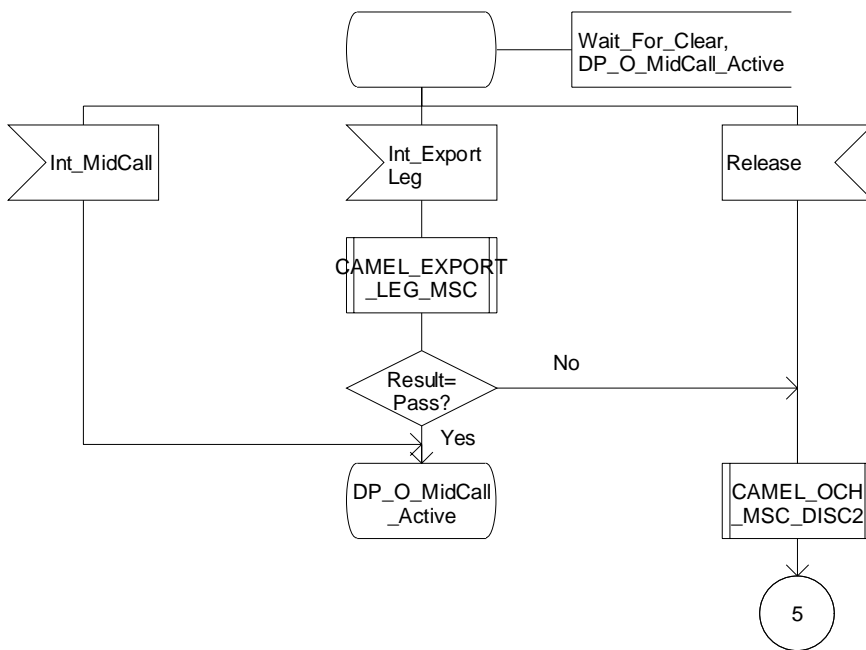 Wait_For_Clear,
DP_O_MidCall_Active
Int_MidCall
Int_Export
Leg
Release
CAMEL_EXPORT
_LEG_MSC
Result=
Pass?
No
Yes
DP_O_MidCall
_Active
CAMEL_OCH
_MSC_DISC2
5